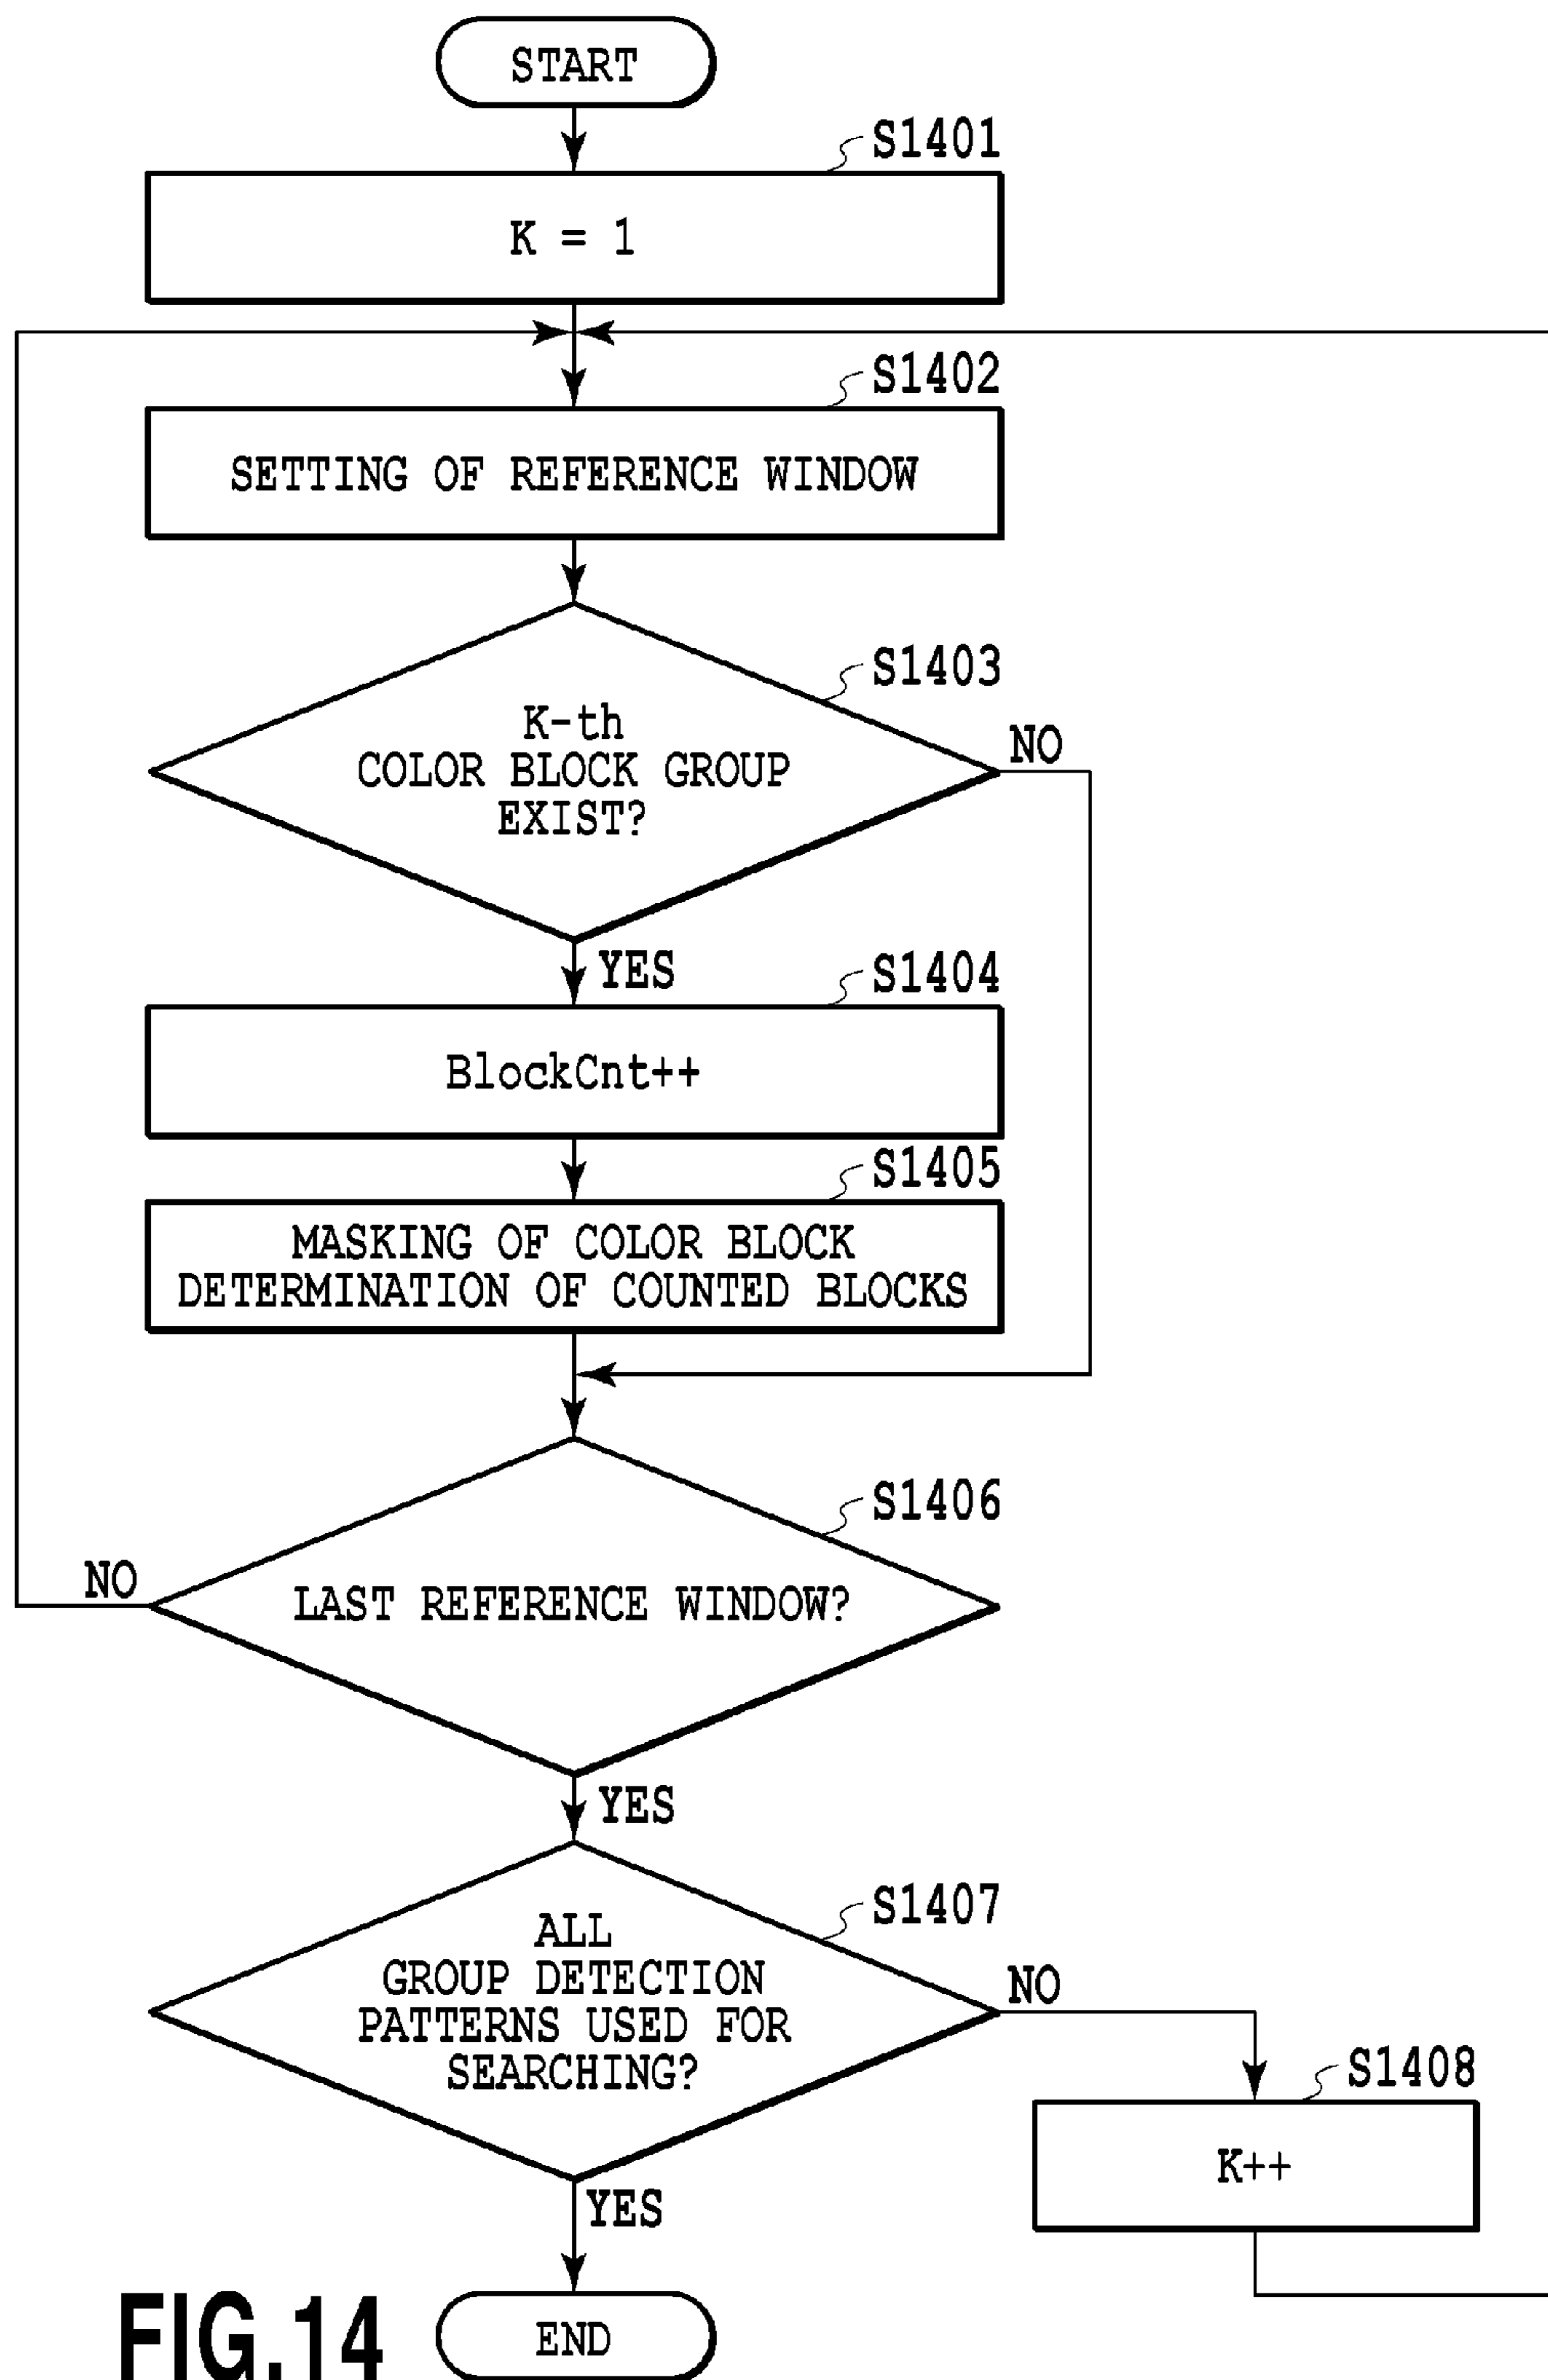 START
S1401
K = 1
S1402
SETTING OF REFERENCE WINDOW
S1403
K-th
COLOR BLOCK GROUP
EXIST?
NO
YES
S1404
BlockCnt++
S1405
MASKING OF COLOR BLOCK
DETERMINATION OF COUNTED BLOCKS
S1406
LAST REFERENCE WINDOW?
NO
YES
S1407
ALL
GROUP DETECTION
PATTERNS USED FOR
SEARCHING?
NO
S1408
K++
YES
END
FIG.14